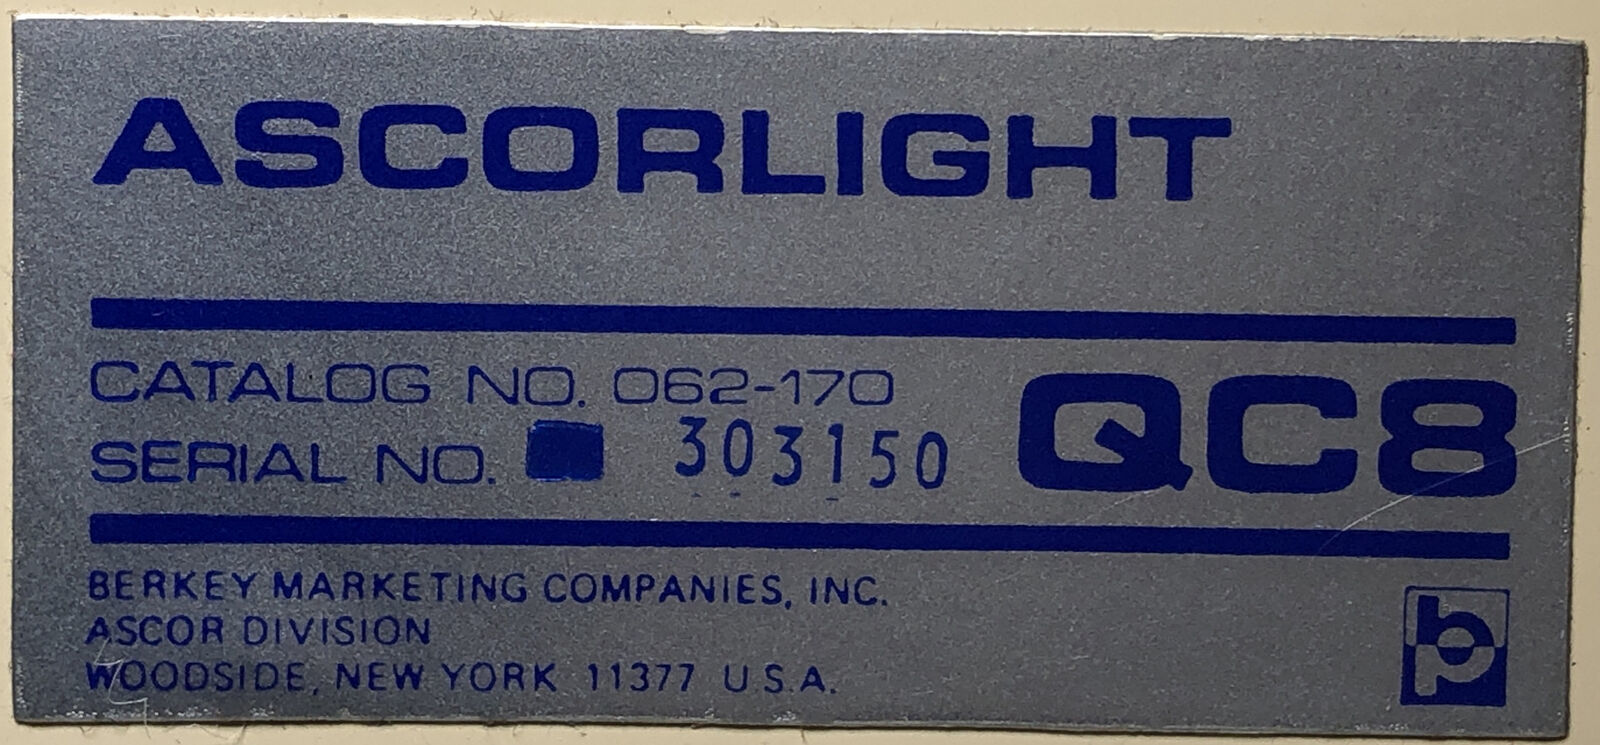 ASCORLIGHT
CATALOG NO. 062-170
SERIAL NO. 303150
QC8
BERKEY MARKETING COMPANIES, INC.
ASCOR DIVISION
WOODSIDE, NEW YORK 11377 U.S.A.
bp